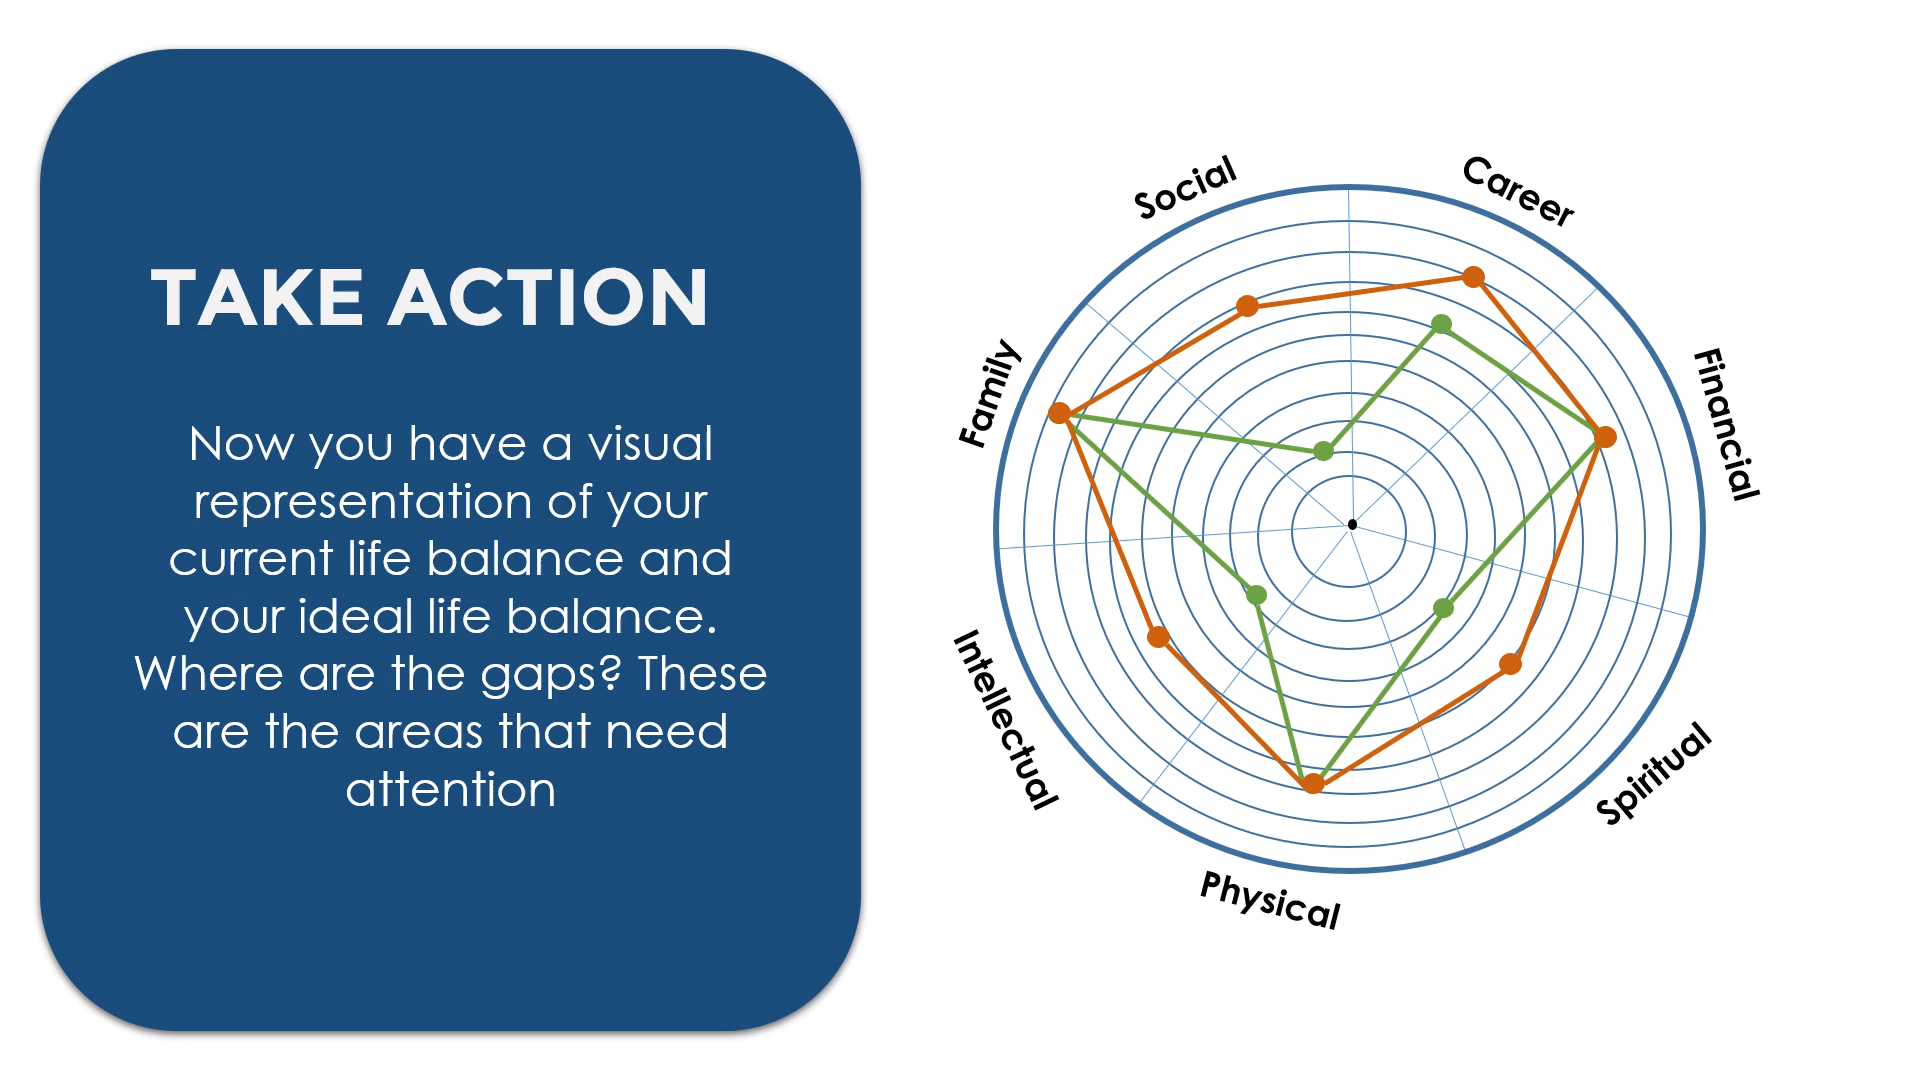 TAKE ACTION
Now you have a visual
representation of your
current life balance and
your ideal life balance.
Where are the gaps? These
are the areas that need
attention
Social
Career
Family
Financial
Intellectual
Spiritual
Physical